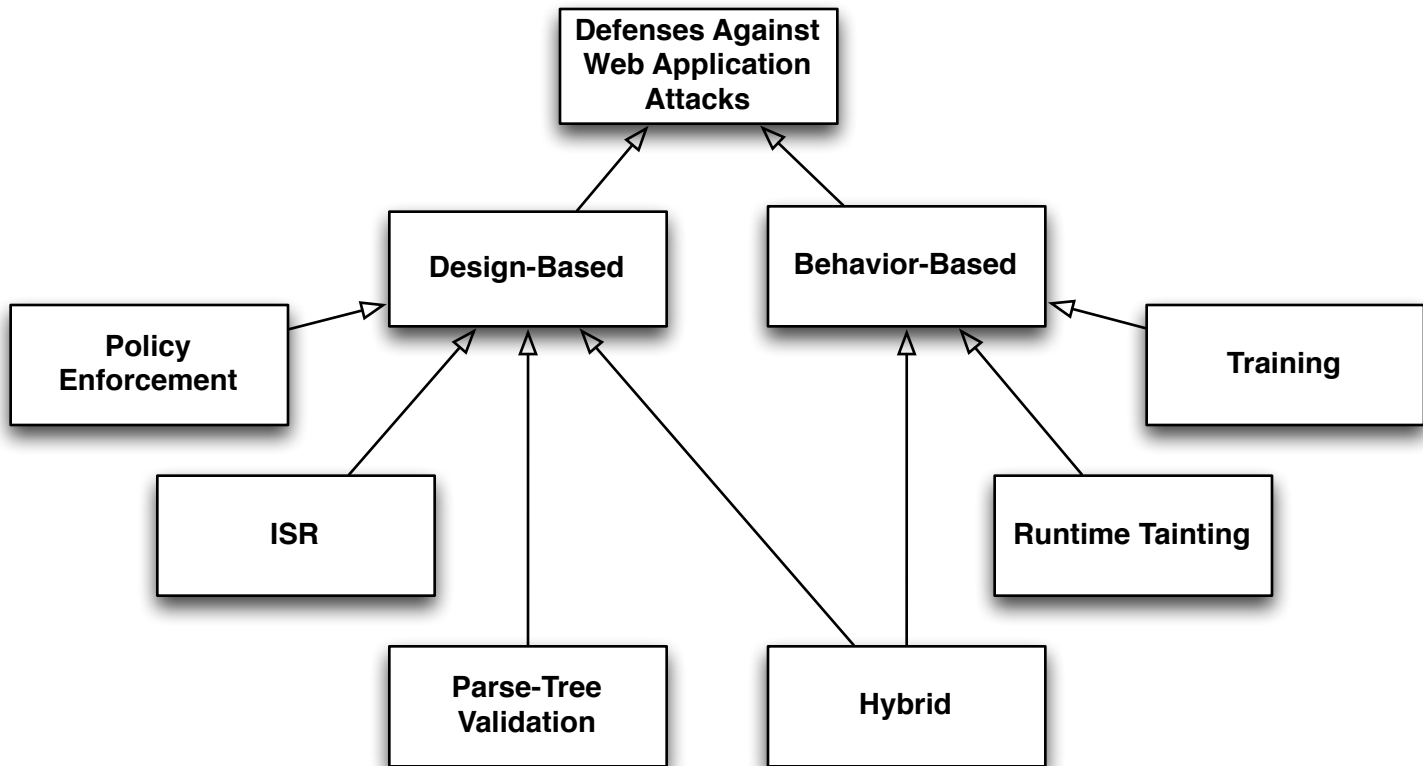 Defenses Against
Web Application
Attacks
Design-Based
Behavior-Based
Policy
Enforcement
Training
ISR
Runtime Tainting
Parse-Tree
Validation
Hybrid